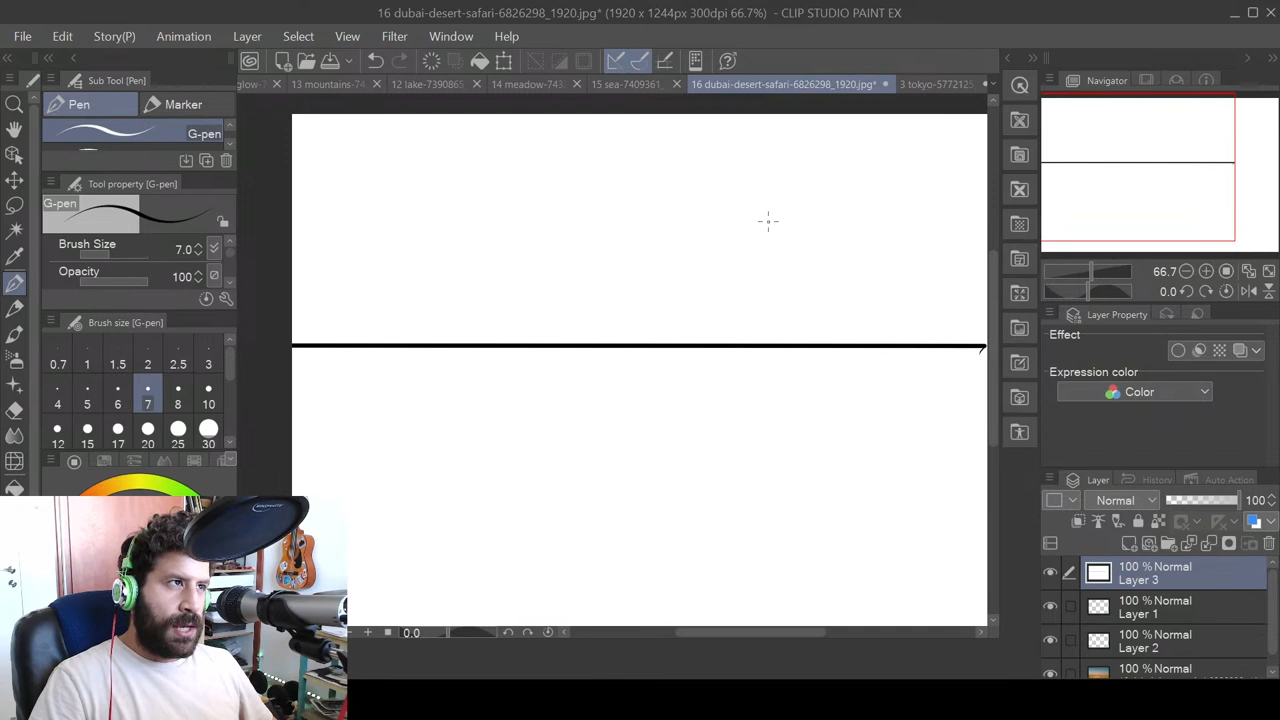 16 dubai-desert-safari-6826298_1920.jpg* (1920 x 1244px 300dpi 66.7%) - CLIP STUDIO PAINT EX
File Edit Story(P) Animation Layer Select View Filter Window Help
Sub Tool [Pen]
glow- 13 mountains-74 12 lake-7390865 14 meadow-7432 15 sea-7409361_ 16 dubai-desert-safari-6826298_1920.jpg* 3 tokyo-5772125
Navigator
Pen Marker
G-pen
Tool property [G-pen]
G-pen
Brush Size 7.0
Opacity 100
66.7
0.0
Brush size [G-pen]
Layer Property
Effect
0.7 1 1.5 2 2.5 3
Expression color
Color
4 5 6 7 8 10
12 15 17 20 25 30
Layer History Auto Action
Normal 100
100 % Normal
Layer 3
100 % Normal
Layer 1
100 % Normal
Layer 2
100 % Normal
0.0